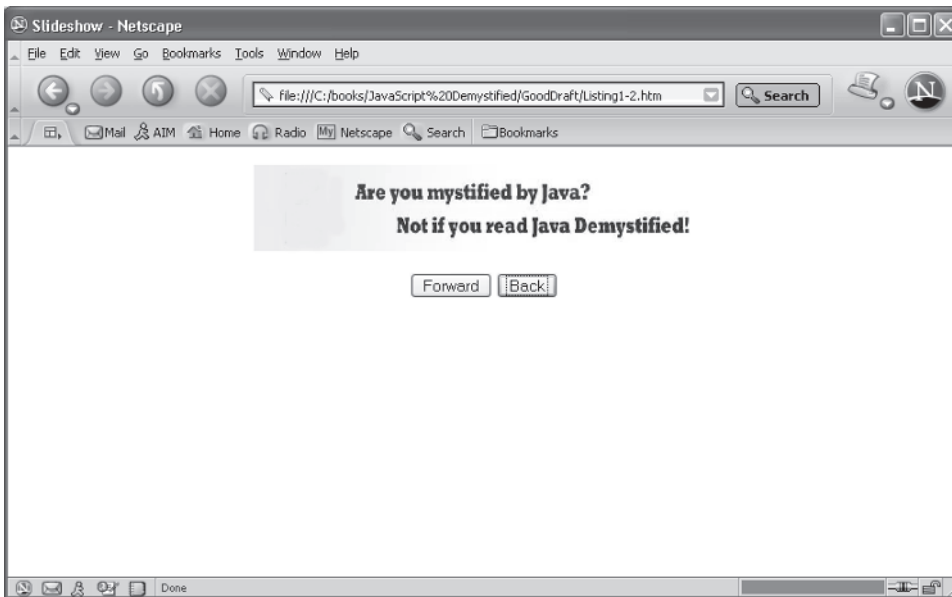 Slideshow - Netscape
File Edit View Go Bookmarks Tools Window Help
file:///C:/books/JavaScript%20Demystified/GoodDraft/Listing1-2.htm Search N
Mail AIM Home Radio My Netscape Search Bookmarks
Are you mystified by Java?
Not if you read Java Demystified!
Forward Back
Done